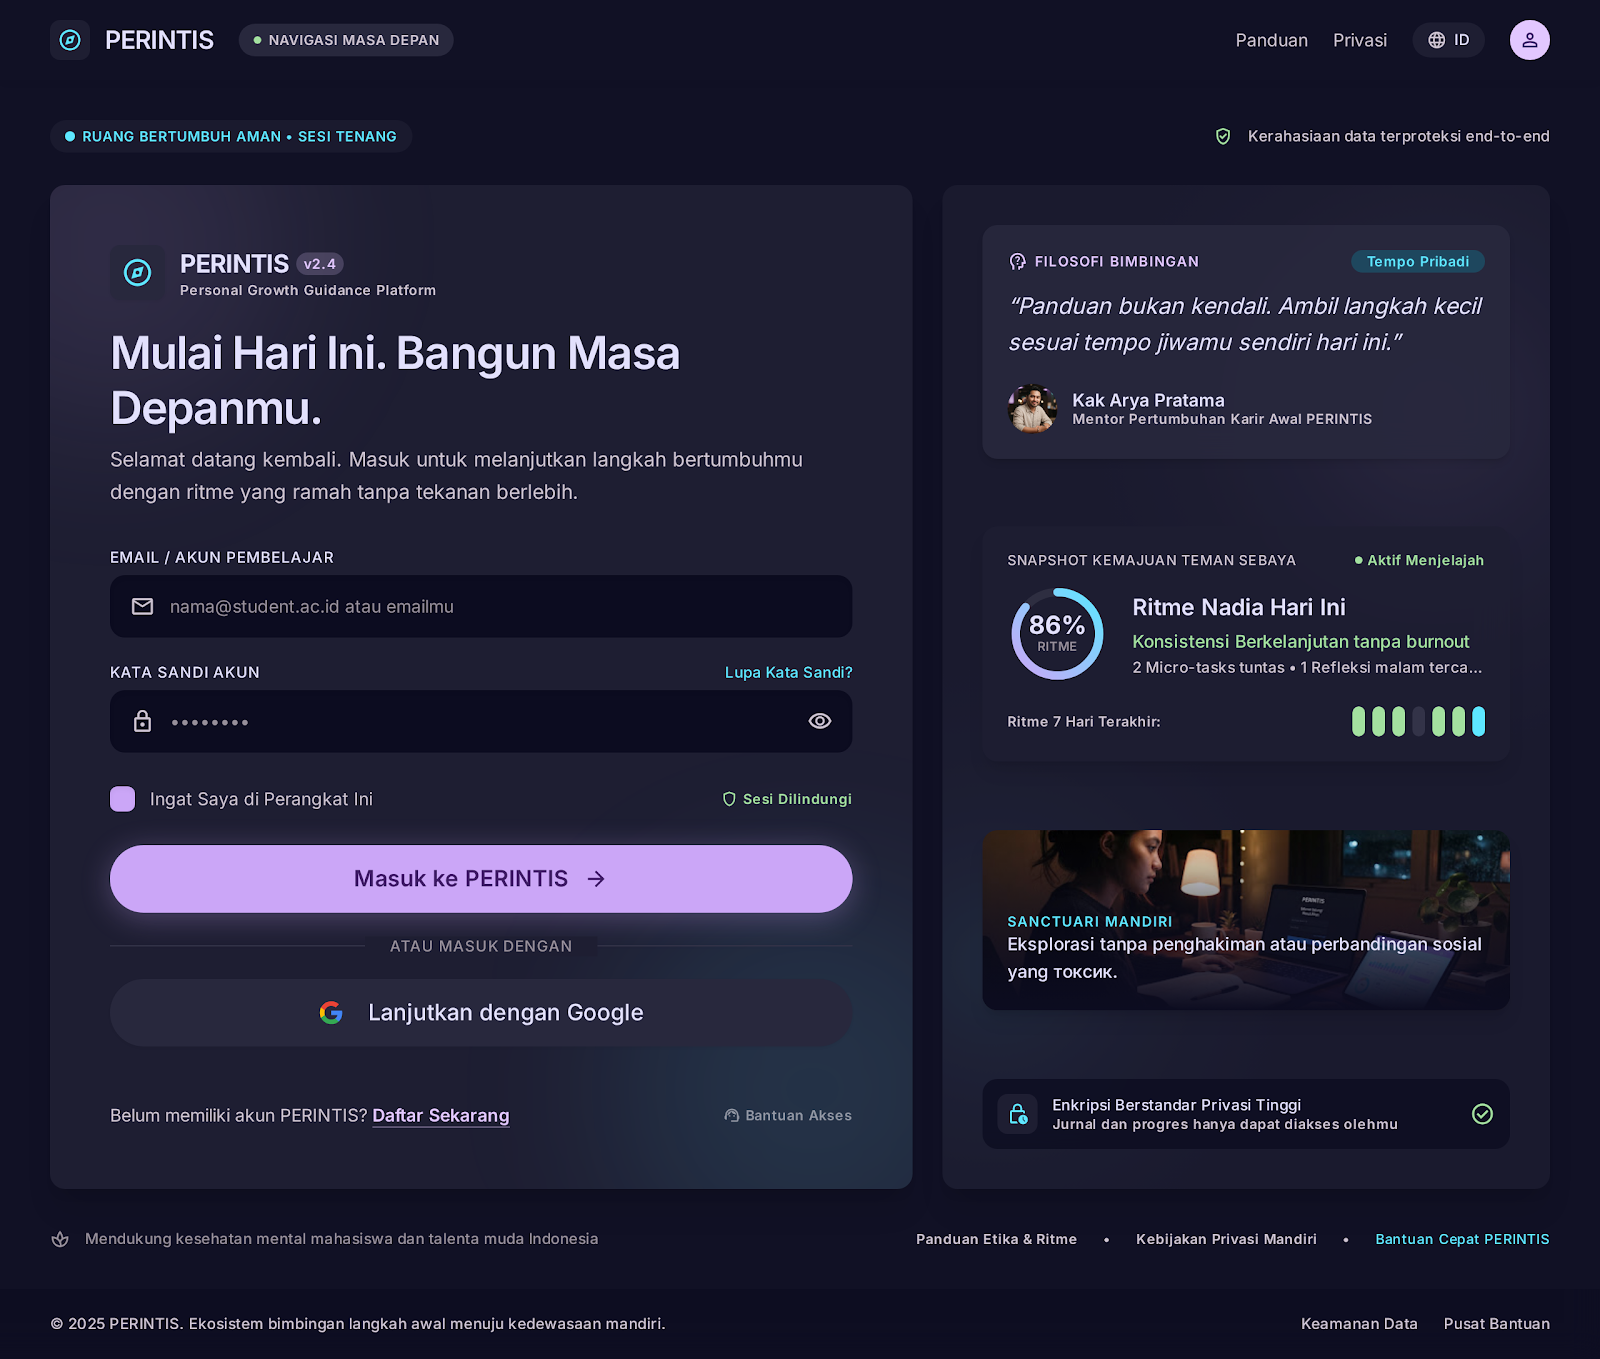 PERINTIS
NAVIGASI MASA DEPAN
Panduan
Privasi
ID
RUANG BERTUMBUH AMAN • SESI TENANG
Kerahasiaan data terproteksi end-to-end
PERINTIS v2.4
Personal Growth Guidance Platform
Mulai Hari Ini. Bangun Masa
Depanmu.
Selamat datang kembali. Masuk untuk melanjutkan langkah bertumbuhmu
dengan ritme yang ramah tanpa tekanan berlebih.
EMAIL / AKUN PEMBELAJAR
nama@student.ac.id atau emailmu
KATA SANDI AKUN
Lupa Kata Sandi?
••••••••
Ingat Saya di Perangkat Ini
Sesi Dilindungi
Masuk ke PERINTIS →
ATAU MASUK DENGAN
Lanjutkan dengan Google
Belum memiliki akun PERINTIS? Daftar Sekarang
Bantuan Akses
FILOSOFI BIMBINGAN
Tempo Pribadi
“Panduan bukan kendali. Ambil langkah kecil
sesuai tempo jiwamu sendiri hari ini.”
Kak Arya Pratama
Mentor Pertumbuhan Karir Awal PERINTIS
SNAPSHOT KEMAJUAN TEMAN SEBAYA
• Aktif Menjelajah
86%
RITME
Ritme Nadia Hari Ini
Konsistensi Berkelanjutan tanpa burnout
2 Micro-tasks tuntas • 1 Refleksi malam terca...
Ritme 7 Hari Terakhir:
SANCTUARI MANDIRI
Eksplorasi tanpa penghakiman atau perbandingan sosial
yang токсик.
Enkripsi Berstandar Privasi Tinggi
Jurnal dan progres hanya dapat diakses olehmu
Mendukung kesehatan mental mahasiswa dan talenta muda Indonesia
Panduan Etika & Ritme • Kebijakan Privasi Mandiri • Bantuan Cepat PERINTIS
© 2025 PERINTIS. Ekosistem bimbingan langkah awal menuju kedewasaan mandiri.
Keamanan Data
Pusat Bantuan